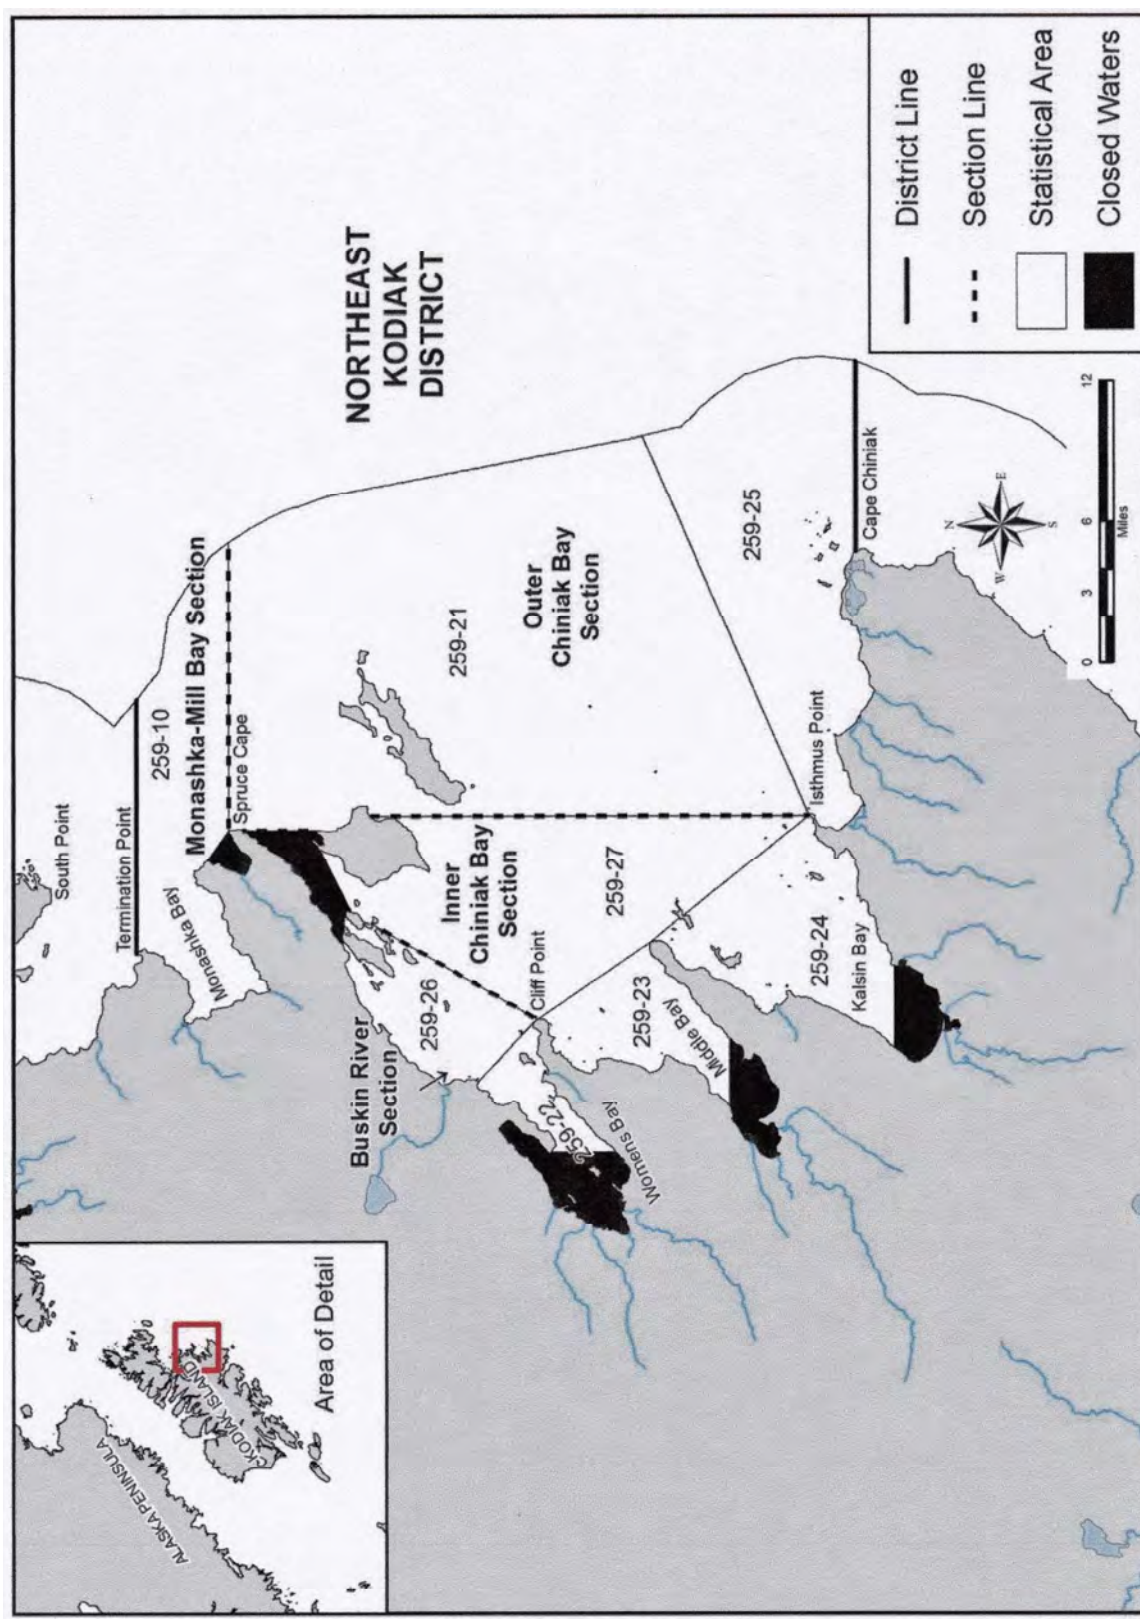 South Point
Termination Point
259-10
Monashka Bay
Monashka-Mill Bay Section
Spruce Cape
NORTHEAST
KODIAK
DISTRICT
259-21
Outer
Chiniak Bay
Section
Inner
Chiniak Bay
Section
259-27
Buskin River
Section
259-26
Cliff Point
259-22
Womens Bay
259-23
Middle Bay
259-24
Kalsin Bay
Isthmus Point
259-25
Cape Chiniak
N
E
S
W
0
3
6
12
Miles
District Line
Section Line
Statistical Area
Closed Waters
ALASKA PENINSULA
KODIAK ISLAND
Area of Detail